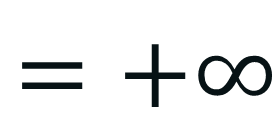 = +∞